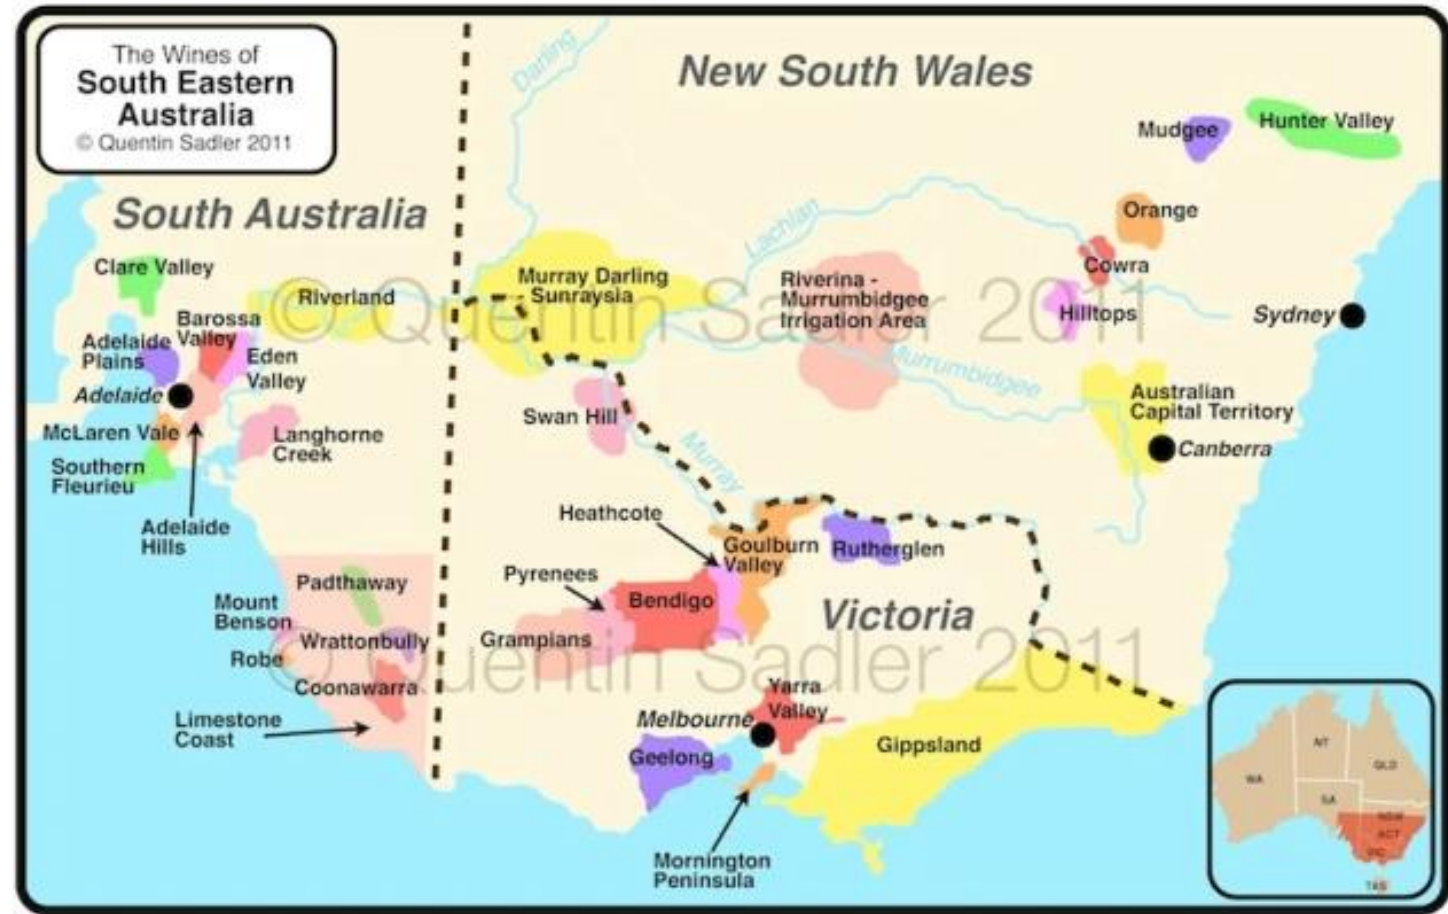 The Wines of
South Eastern
Australia
© Quentin Sadler 2011
Darling
New South Wales
Mudgee
Hunter Valley
South Australia
Lachlan
Orange
Clare Valley
Murray Darling
Sunraysia
Riverina -
Murrumbidgee
Irrigation Area
Cowra
Riverland
© Quentin Sadler 2011
Hilltops
Sydney
Barossa
Valley
Adelaide
Plains
Eden
Valley
Murrumbidgee
Adelaide
Australian
Capital Territory
Swan Hill
McLaren Vale
Langhorne
Creek
Canberra
Murray
Southern
Fleurieu
Adelaide
Hills
Heathcote
Goulburn
Valley
Rutherglen
Pyrenees
Padthaway
Bendigo
Mount
Benson
Victoria
Wrattonbully
Grampians
Robe
© Quentin Sadler 2011
Coonawarra
Yarra
Valley
Limestone
Coast
Melbourne
Geelong
Gippsland
Mornington
Peninsula
NT
QLD
WA
SA
NSW
ACT
VIC
TAS